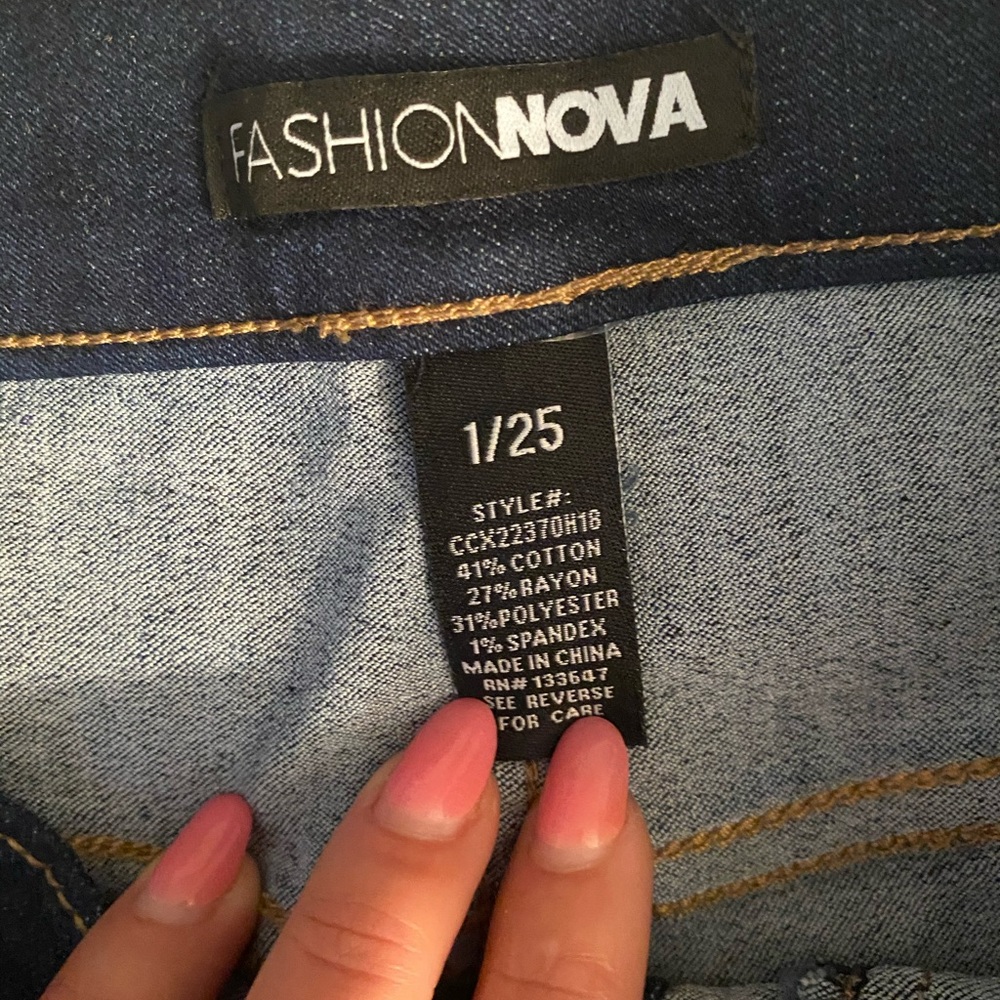 FASHIONNOVA
1/25
STYLE#:
CCX22370H18
41% COTTON
27% RAYON
31% POLYESTER
1% SPANDEX
MADE IN CHINA
RN# 133647
SEE REVERSE
FOR CARE